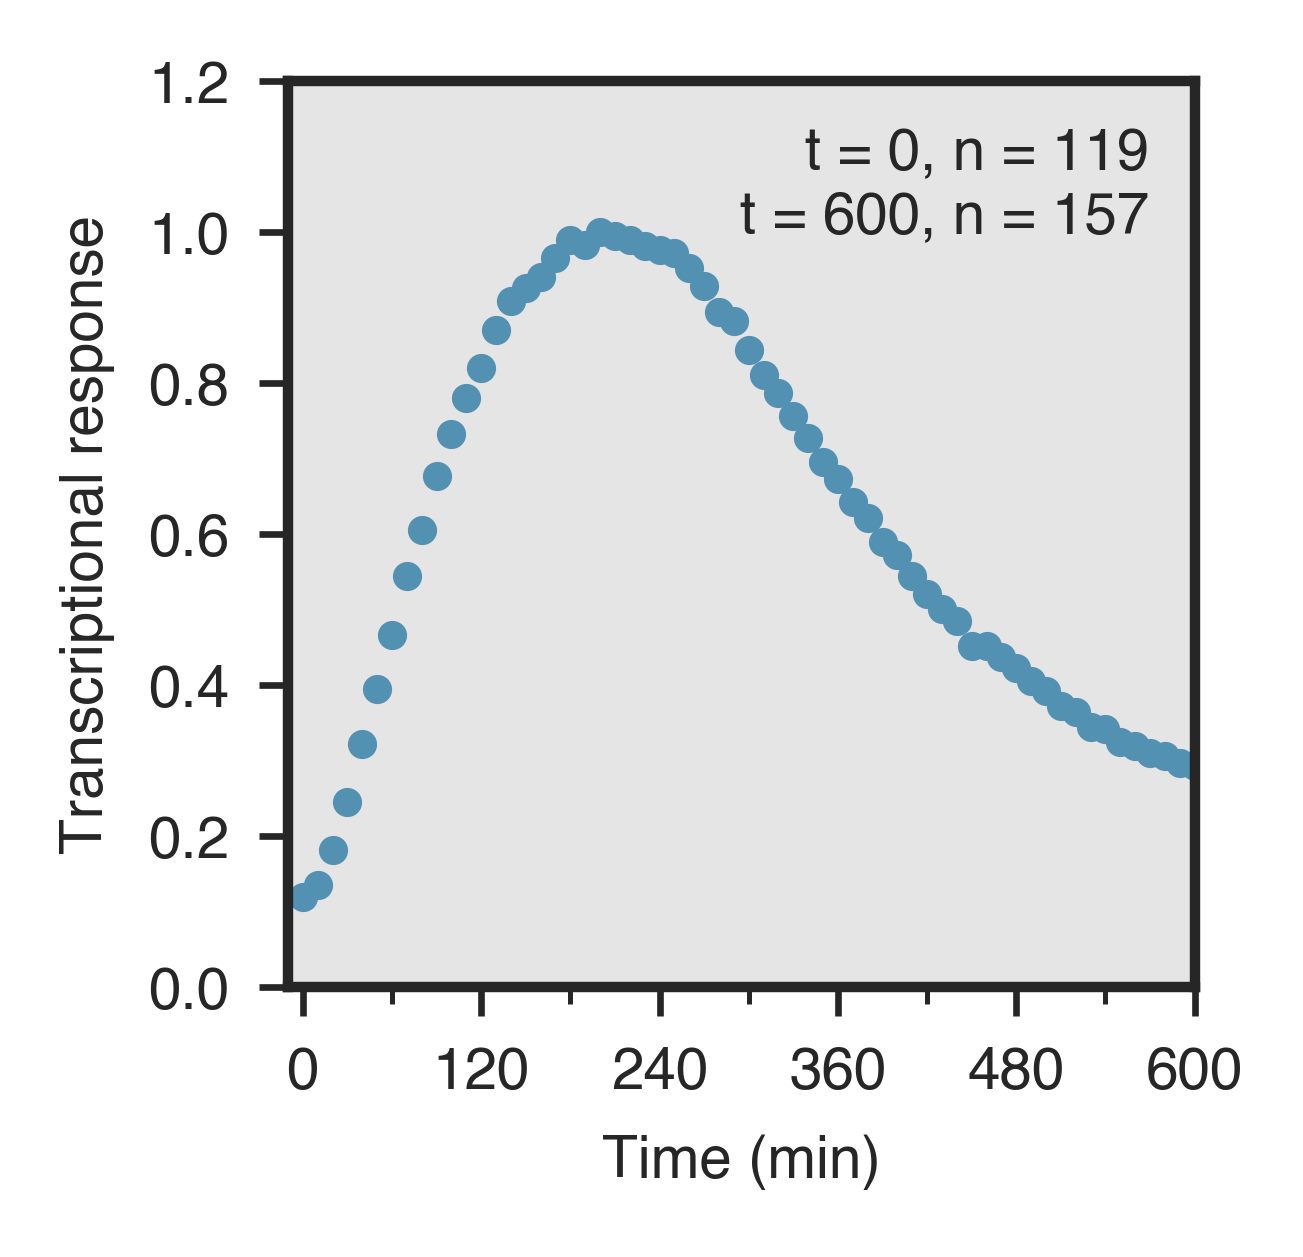 t = 0, n = 119
t = 600, n = 157
Transcriptional response
1.2
1.0
0.8
0.6
0.4
0.2
0.0
0 120 240 360 480 600
Time (min)